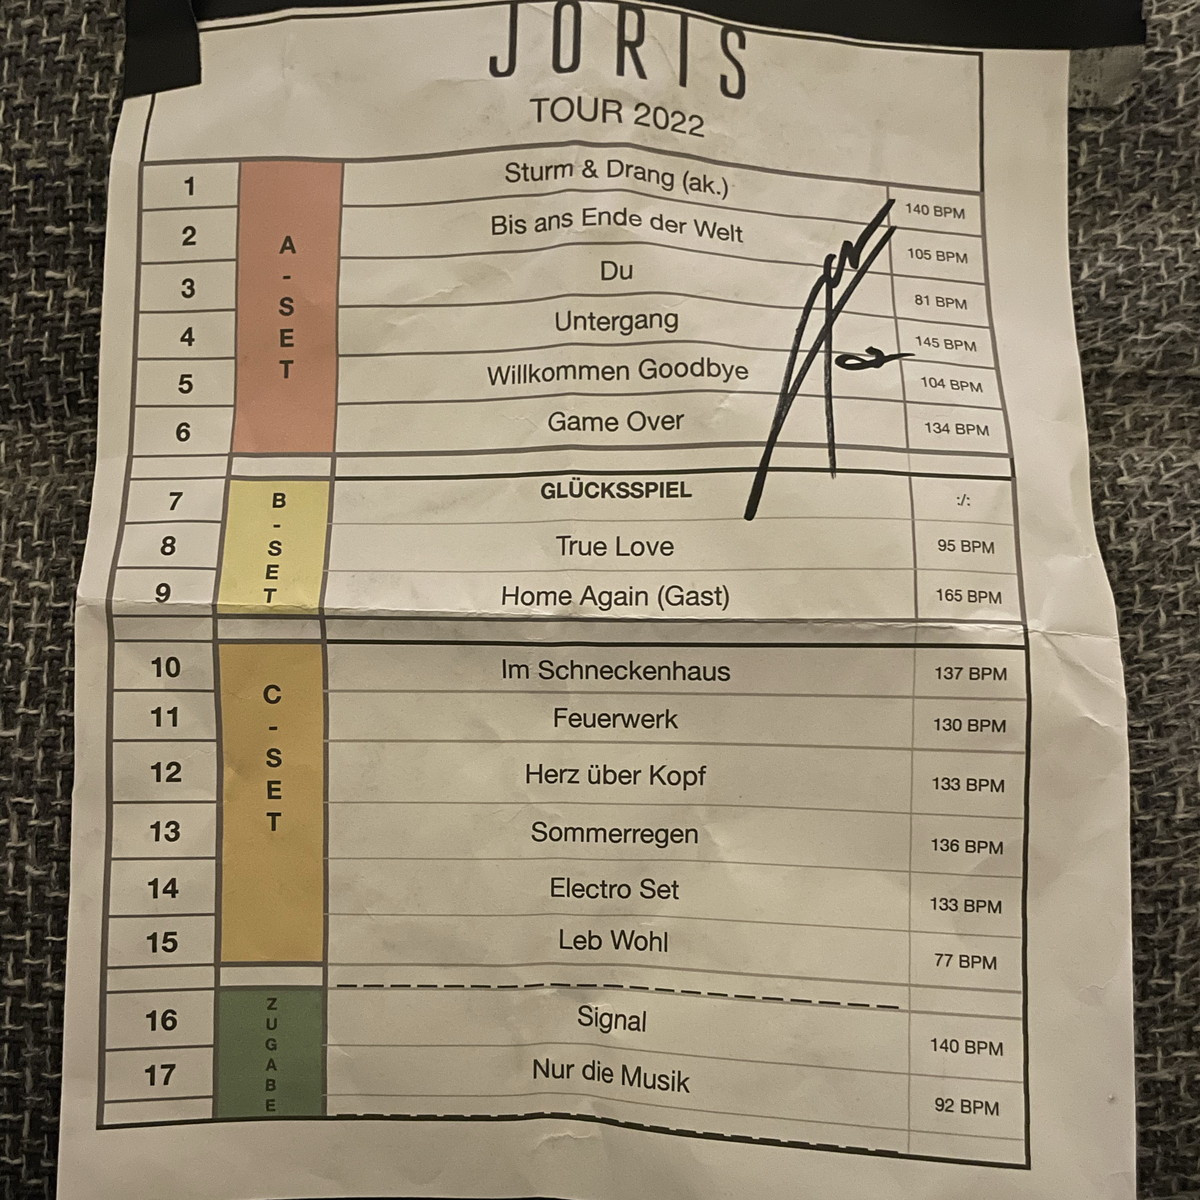 JORIS
TOUR 2022
A-SET
1 Sturm & Drang (ak.) 140 BPM
2 Bis ans Ende der Welt 105 BPM
3 Du 81 BPM
4 Untergang 145 BPM
5 Willkommen Goodbye 104 BPM
6 Game Over 134 BPM
B-SET
7 GLÜCKSSPIEL :/:
8 True Love 95 BPM
9 Home Again (Gast) 165 BPM
C-SET
10 Im Schneckenhaus 137 BPM
11 Feuerwerk 130 BPM
12 Herz über Kopf 133 BPM
13 Sommerregen 136 BPM
14 Electro Set 133 BPM
15 Leb Wohl 77 BPM
ZUGABE
16 Signal 140 BPM
17 Nur die Musik 92 BPM